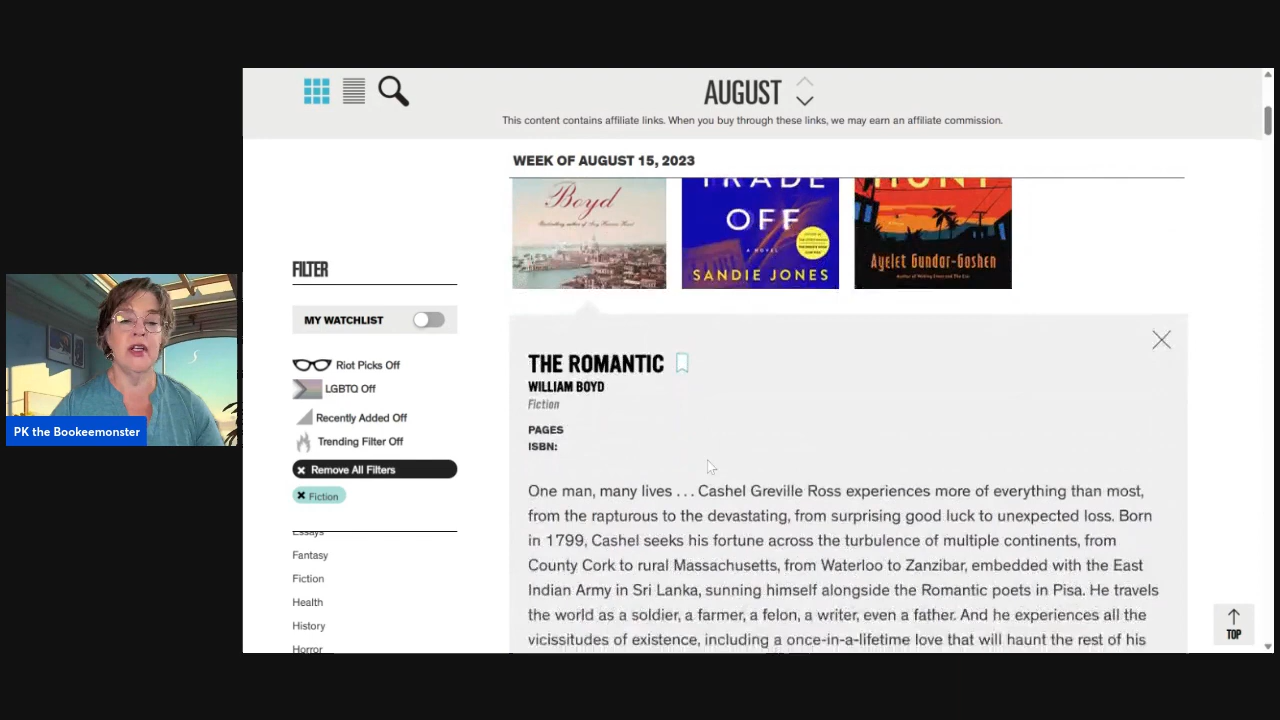 AUGUST
This content contains affiliate links. When you buy through these links, we may earn an affiliate commission.
WEEK OF AUGUST 15, 2023
Boyd
TRADE
OFF
A NOVEL
SANDIE JONES
HUNT
Ayelet Gundar-Goshen
FILTER
MY WATCHLIST
Riot Picks Off
LGBTQ Off
Recently Added Off
Trending Filter Off
× Remove All Filters
× Fiction
Essays
Fantasy
Fiction
Health
History
Horror
THE ROMANTIC
WILLIAM BOYD
Fiction
PAGES
ISBN:
One man, many lives . . . Cashel Greville Ross experiences more of everything than most,
from the rapturous to the devastating, from surprising good luck to unexpected loss. Born
in 1799, Cashel seeks his fortune across the turbulence of multiple continents, from
County Cork to rural Massachusetts, from Waterloo to Zanzibar, embedded with the East
Indian Army in Sri Lanka, sunning himself alongside the Romantic poets in Pisa. He travels
the world as a soldier, a farmer, a felon, a writer, even a father. And he experiences all the
vicissitudes of existence, including a once-in-a-lifetime love that will haunt the rest of his
TOP
PK the Bookeemonster